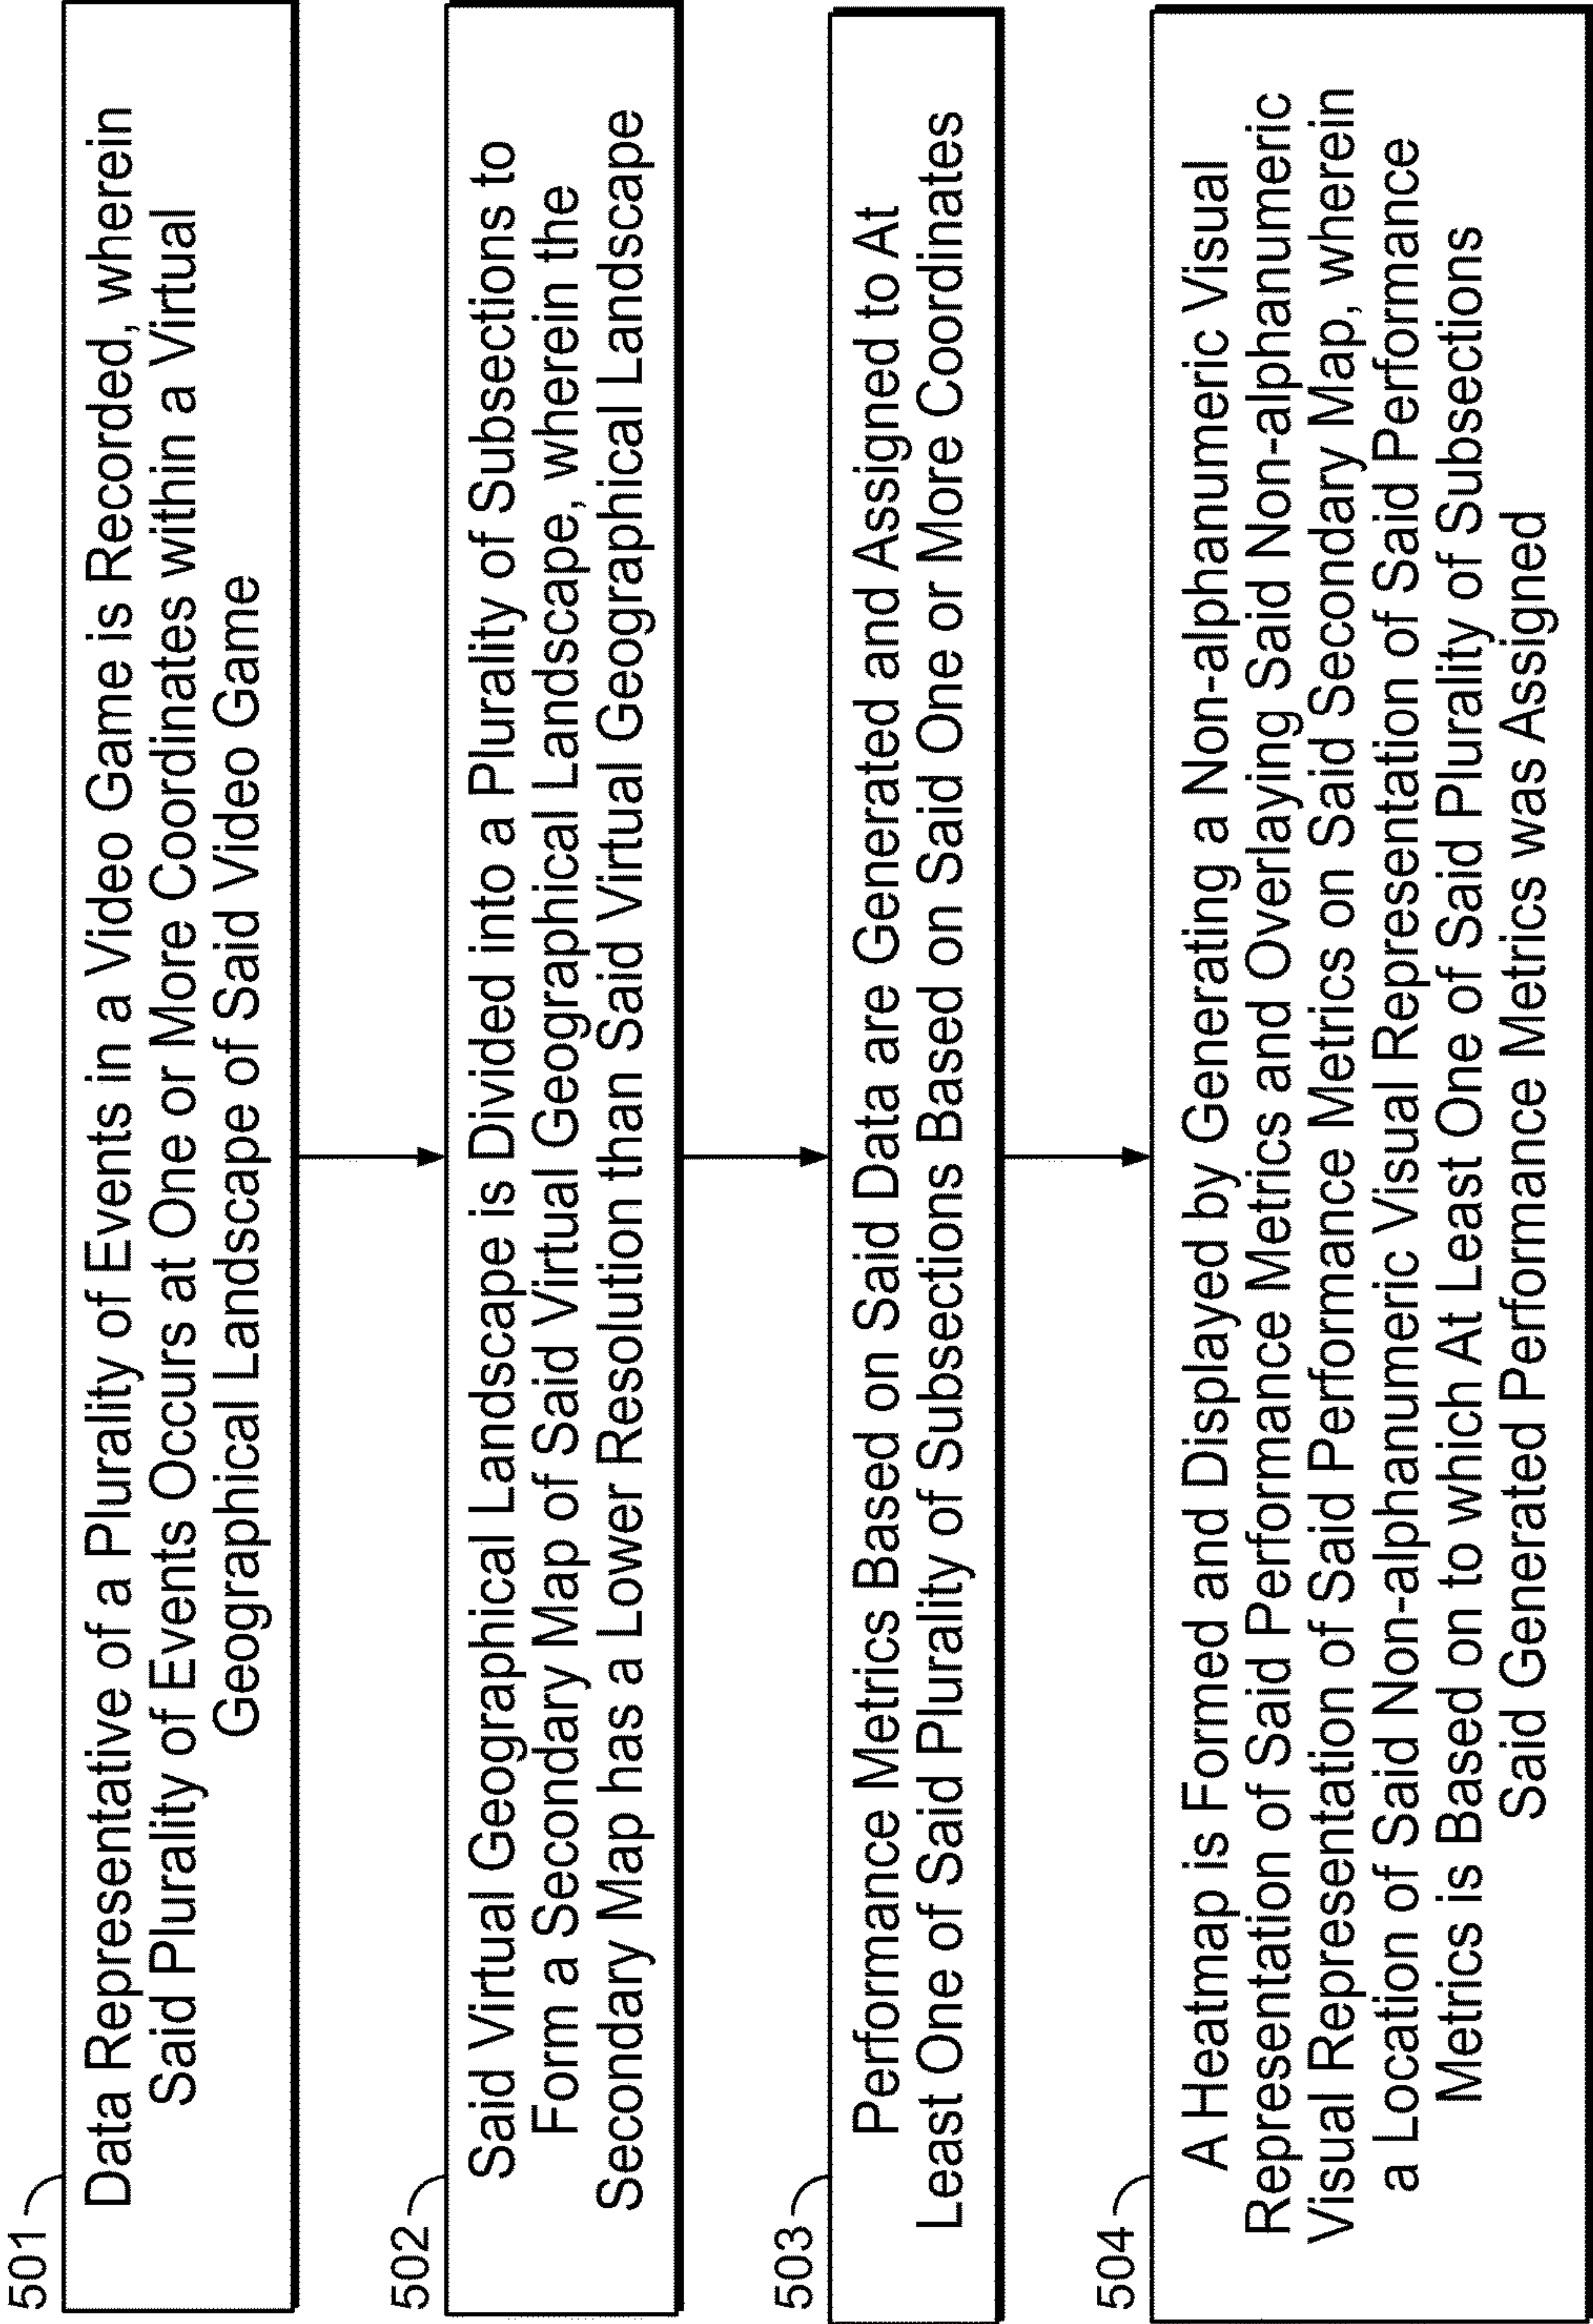 501
Data Representative of a Plurality of Events in a Video Game is Recorded, wherein
Said Plurality of Events Occurs at One or More Coordinates within a Virtual
Geographical Landscape of Said Video Game
502
Said Virtual Geographical Landscape is Divided into a Plurality of Subsections to
Form a Secondary Map of Said Virtual Geographical Landscape, wherein the
Secondary Map has a Lower Resolution than Said Virtual Geographical Landscape
503
Performance Metrics Based on Said Data are Generated and Assigned to At
Least One of Said Plurality of Subsections Based on Said One or More Coordinates
504
A Heatmap is Formed and Displayed by Generating a Non-alphanumeric Visual
Representation of Said Performance Metrics and Overlaying Said Non-alphanumeric
Visual Representation of Said Performance Metrics on Said Secondary Map, wherein
a Location of Said Non-alphanumeric Visual Representation of Said Performance
Metrics is Based on to which At Least One of Said Plurality of Subsections
Said Generated Performance Metrics was Assigned